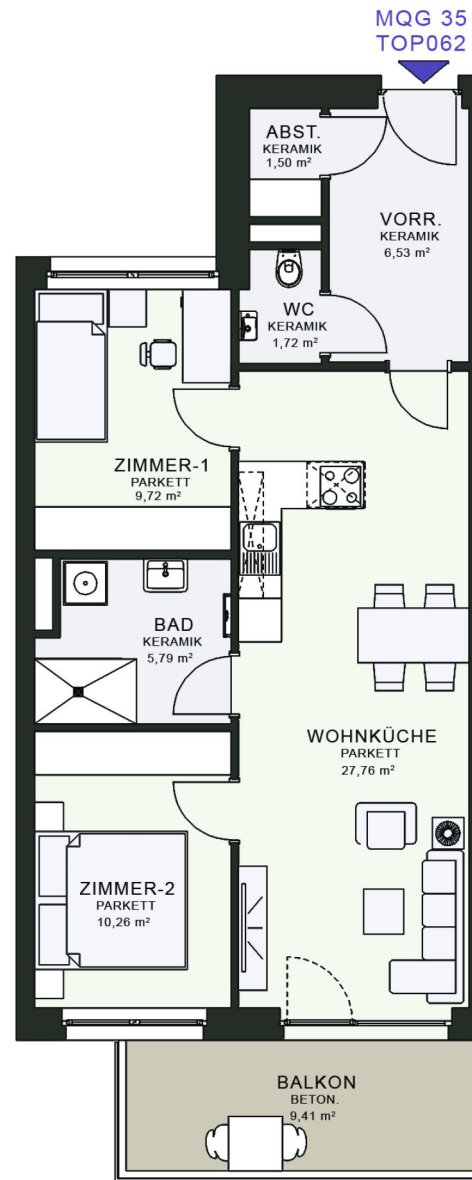 MQG 35
TOP062
ABST.
KERAMIK
1,50 m²
VORR.
KERAMIK
6,53 m²
WC
KERAMIK
1,72 m²
ZIMMER-1
PARKETT
9,72 m²
BAD
KERAMIK
5,79 m²
WOHNKÜCHE
PARKETT
27,76 m²
ZIMMER-2
PARKETT
10,26 m²
BALKON
BETON.
9,41 m²